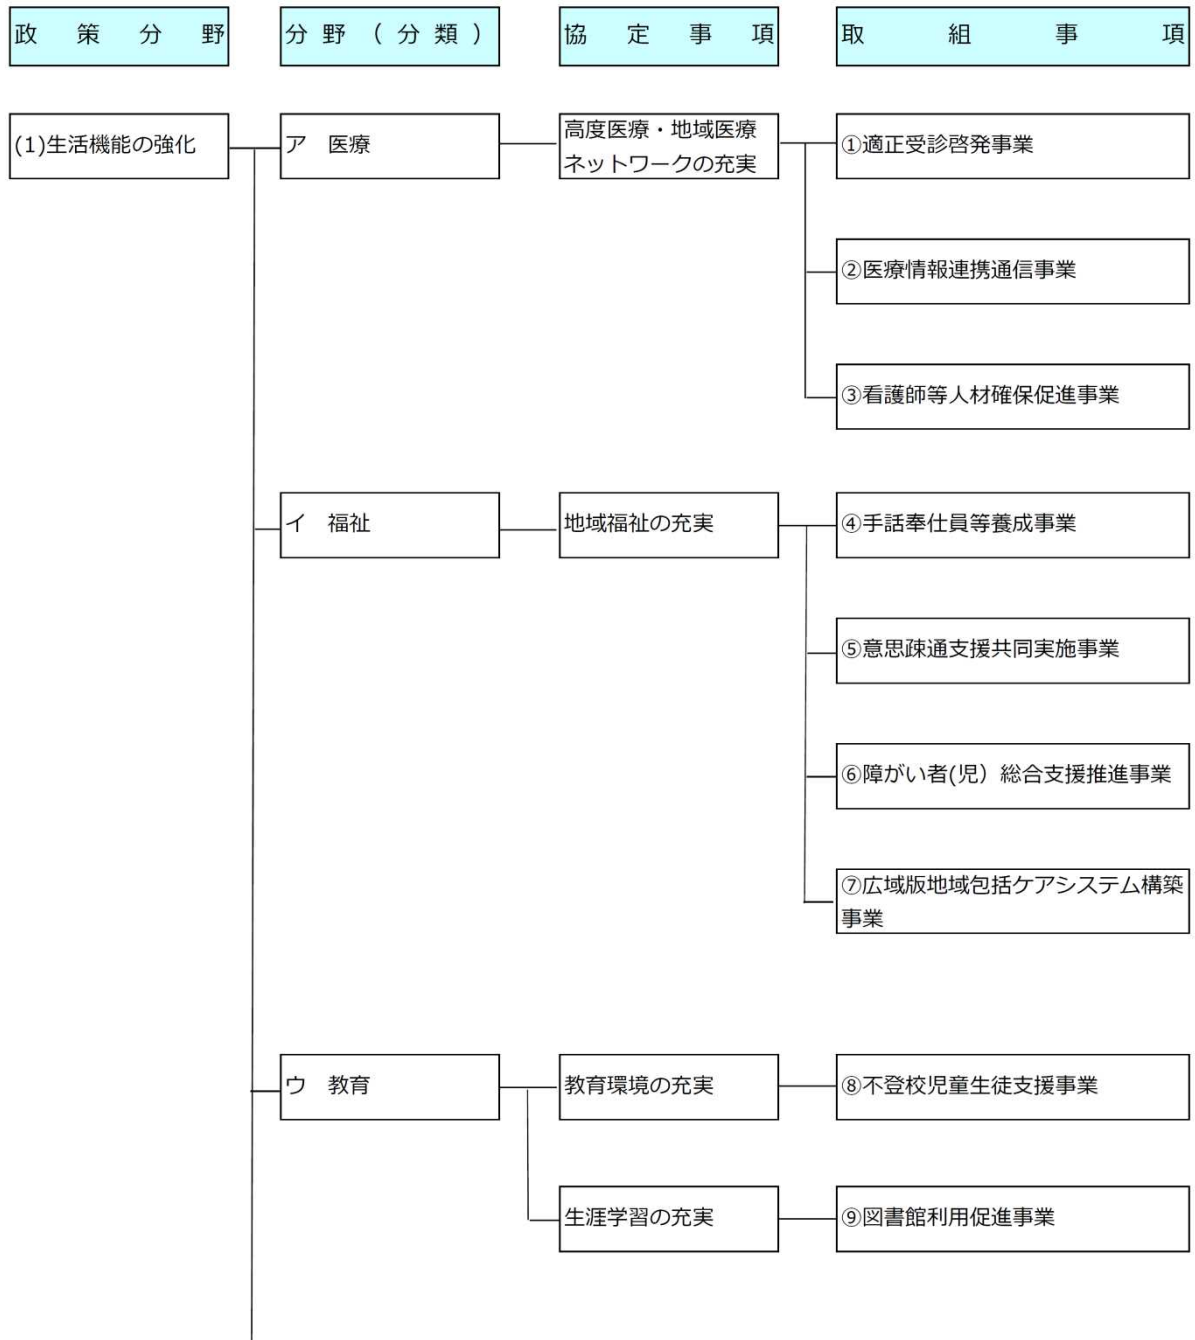 政策分野
分野（分類）
協定事項
取組事項
(1)生活機能の強化
ア　医療
高度医療・地域医療
ネットワークの充実
①適正受診啓発事業
②医療情報連携通信事業
③看護師等人材確保促進事業
イ　福祉
地域福祉の充実
④手話奉仕員等養成事業
⑤意思疎通支援共同実施事業
⑥障がい者(児）総合支援推進事業
⑦広域版地域包括ケアシステム構築
事業
ウ　教育
教育環境の充実
⑧不登校児童生徒支援事業
生涯学習の充実
⑨図書館利用促進事業